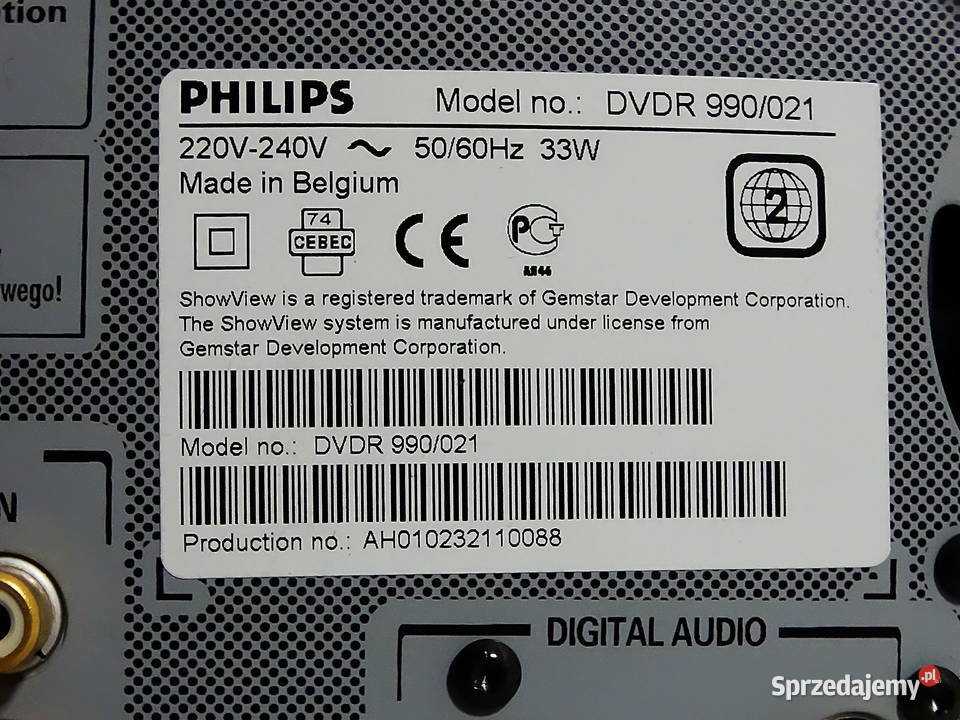 tion
PHILIPS Model no.: DVDR 990/021
220V-240V ~ 50/60Hz 33W
Made in Belgium
2
74
CEBEC
CE
PCT
wego!
ShowView is a registered trademark of Gemstar Development Corporation.
The ShowView system is manufactured under license from
Gemstar Development Corporation.
Model no.: DVDR 990/021
N
Production no.: AH010232110088
DIGITAL AUDIO
Sprzedajemy.pl